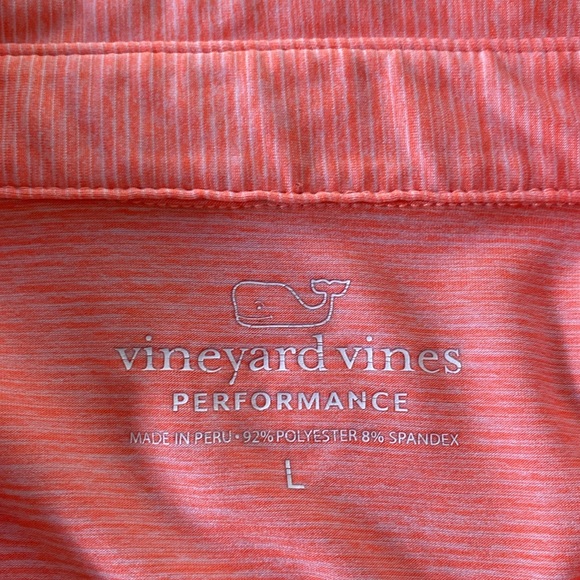 vineyard vines
PERFORMANCE
MADE IN PERU • 92% POLYESTER 8% SPANDEX
L